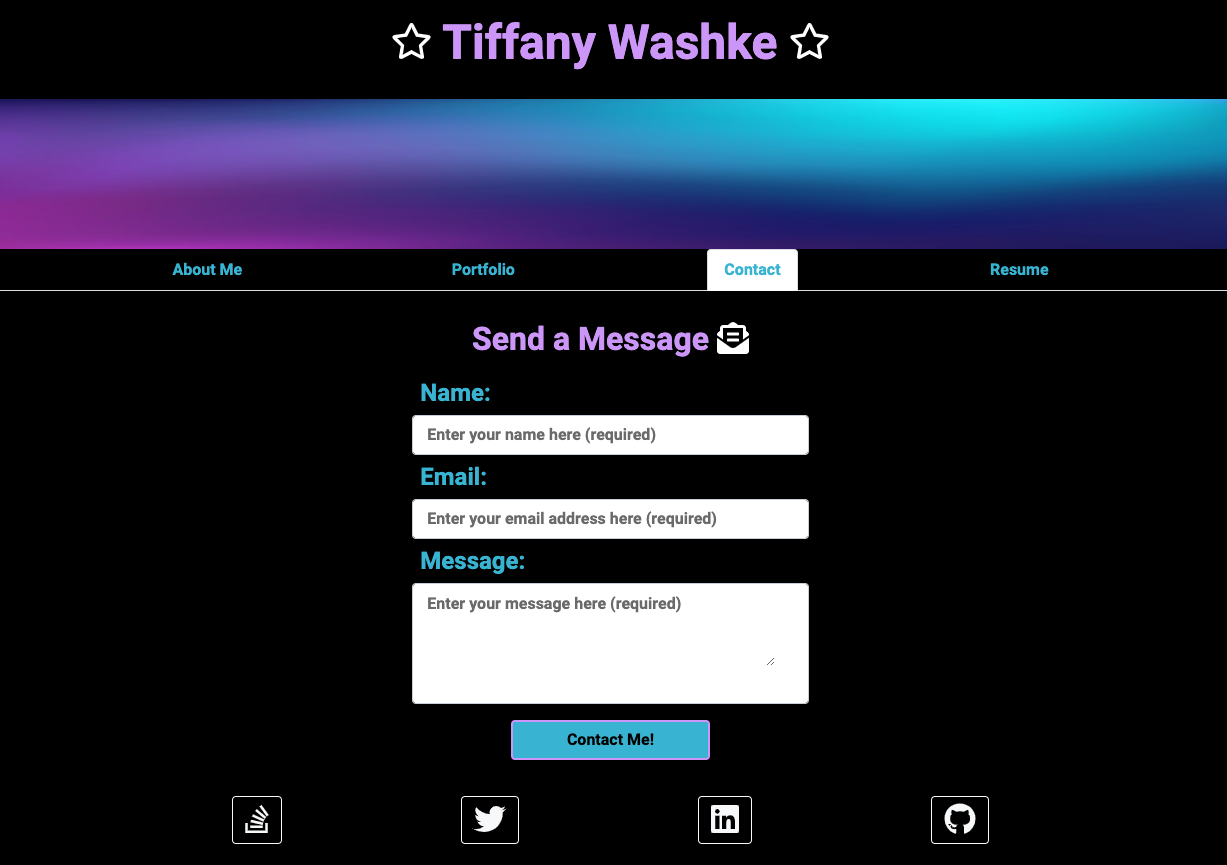 Tiffany Washke
About Me Portfolio Contact Resume
Send a Message
Name:
Enter your name here (required)
Email:
Enter your email address here (required)
Message:
Enter your message here (required)
Contact Me!
in